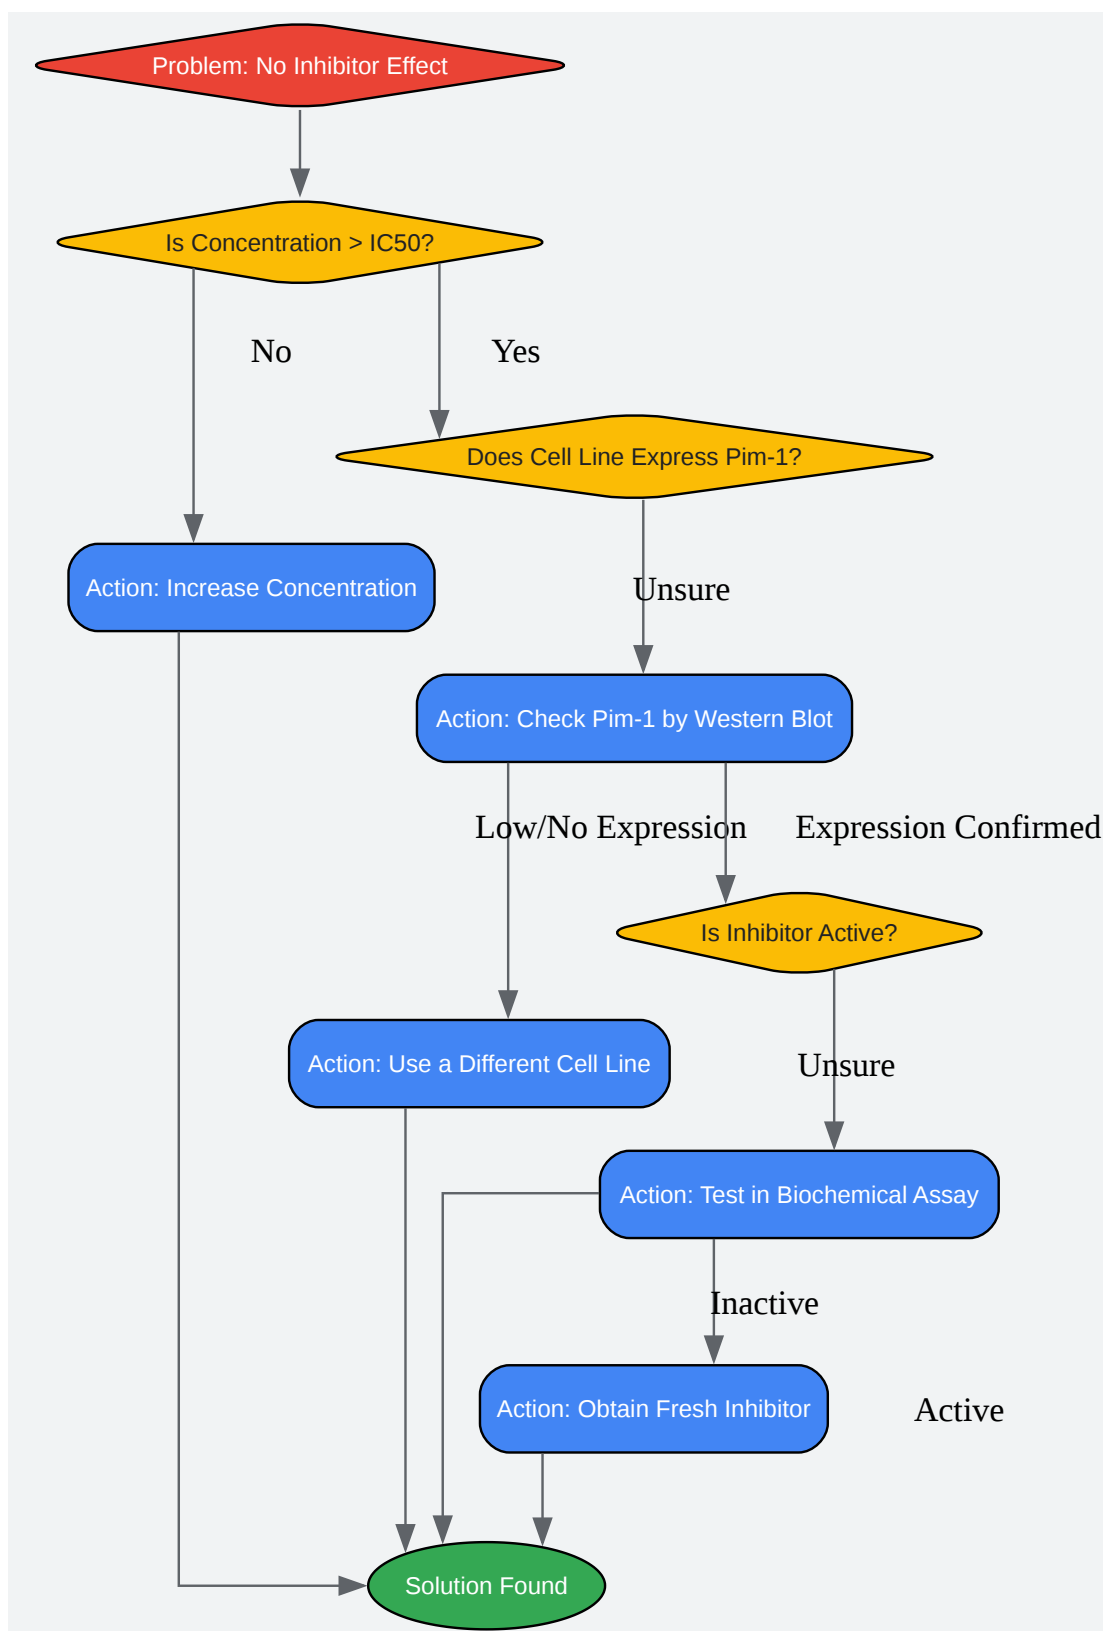 Problem: No Inhibitor Effect
Is Concentration > IC50?
No
Yes
Does Cell Line Express Pim-1?
Action: Increase Concentration
Unsure
Action: Check Pim-1 by Western Blot
Low/No Expression
Expression Confirmed
Is Inhibitor Active?
Action: Use a Different Cell Line
Unsure
Action: Test in Biochemical Assay
Inactive
Action: Obtain Fresh Inhibitor
Active
Solution Found